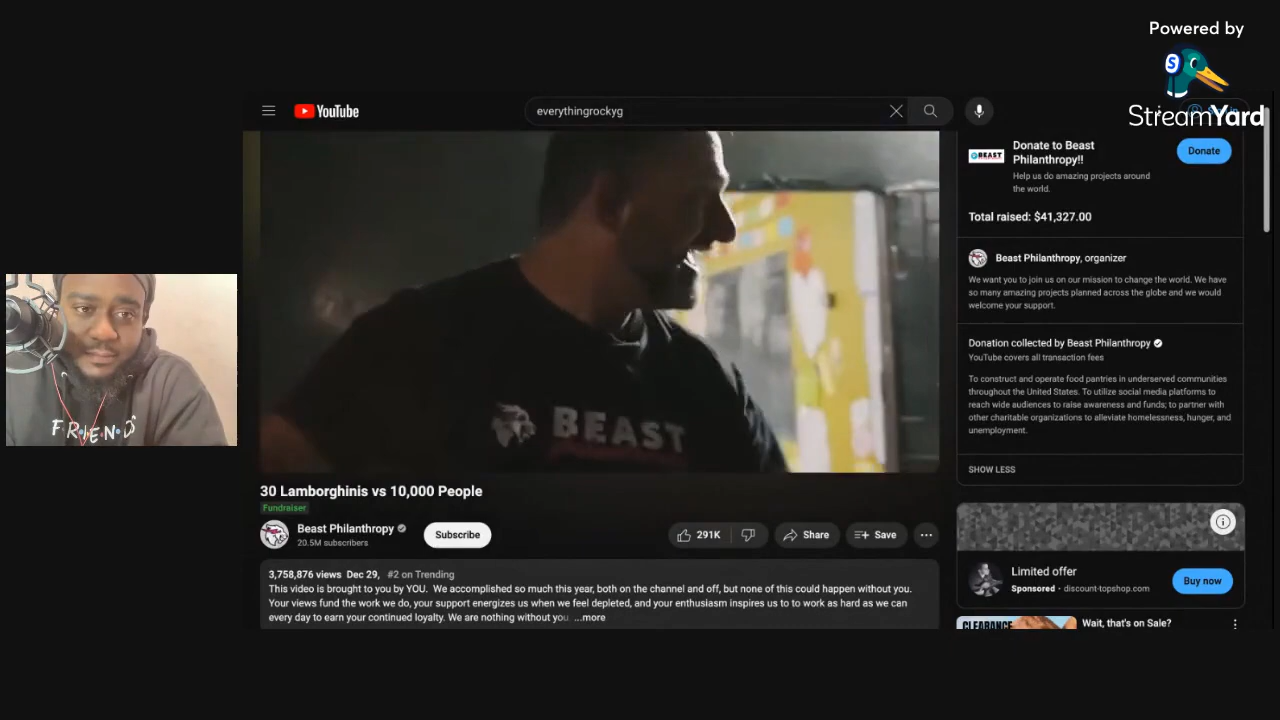 Powered by
StreamYard
YouTube
everythingrockyg
BEAST
FRIENDS
30 Lamborghinis vs 10,000 People
Fundraiser
Beast Philanthropy
20.5M subscribers
Subscribe
291K
Share
Save
3,758,876 views Dec 29, #2 on Trending
This video is brought to you by YOU. We accomplished so much this year, both on the channel and off, but none of this could happen without you.
Your views fund the work we do, your support energizes us when we feel depleted, and your enthusiasm inspires us to to work as hard as we can
every day to earn your continued loyalty. We are nothing without you. ...more
BEAST
Donate to Beast
Philanthropy!!
Help us do amazing projects around
the world.
Donate
Total raised: $41,327.00
Beast Philanthropy, organizer
We want you to join us on our mission to change the world. We have
so many amazing projects planned across the globe and we would
welcome your support.
Donation collected by Beast Philanthropy
YouTube covers all transaction fees
To construct and operate food pantries in underserved communities
throughout the United States. To utilize social media platforms to
reach wide audiences to raise awareness and funds; to partner with
other charitable organizations to alleviate homelessness, hunger, and
unemployment.
SHOW LESS
Limited offer
Sponsored · discount-topshop.com
Buy now
CLEARANCE
Wait, that's on Sale?